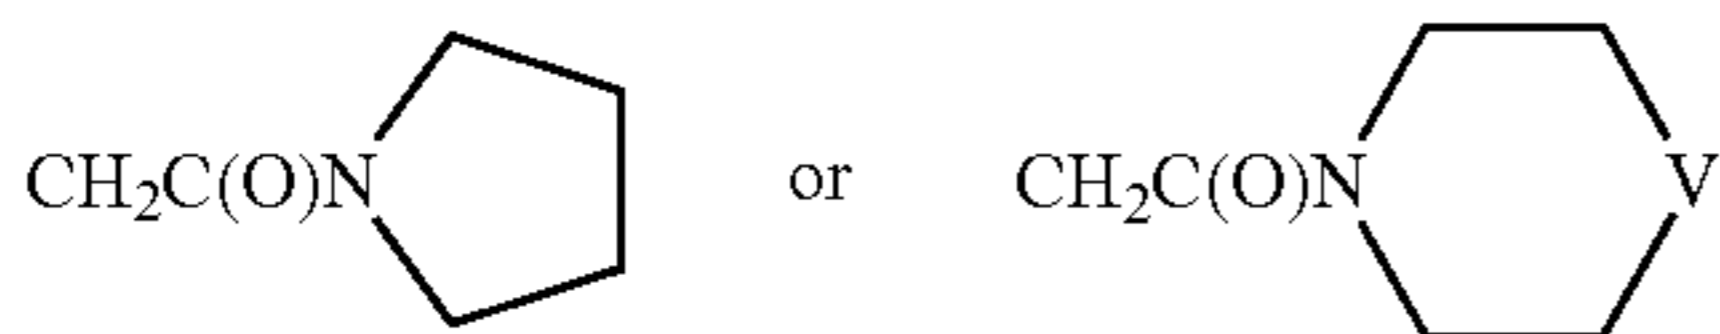 CH₂C(O)N or CH₂C(O)N V